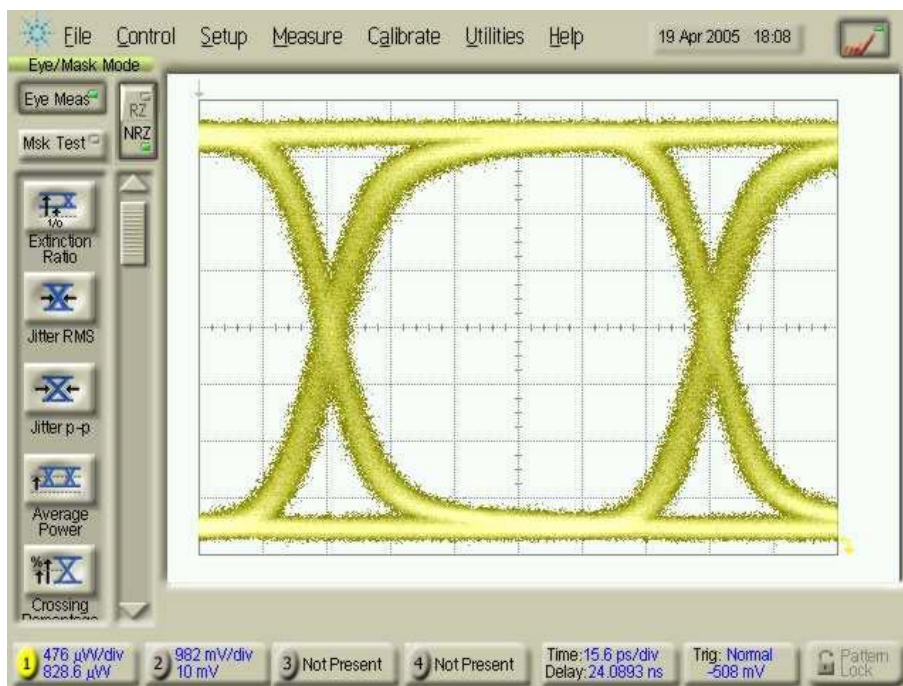 File Control Setup Measure Calibrate Utilities Help 19 Apr 2005 18:08
Eye/Mask Mode
Eye Meas
RZ
NRZ
Msk Test
1/0
Extinction
Ratio
Jitter RMS
Jitter p-p
Average
Power
%
Crossing
Percentage
1 476 µW/div
828.6 µW
2 982 mV/div
10 mV
3 Not Present
4 Not Present
Time:15.6 ps/div
Delay:24.0893 ns
Trig: Normal
-508 mV
Pattern
Lock